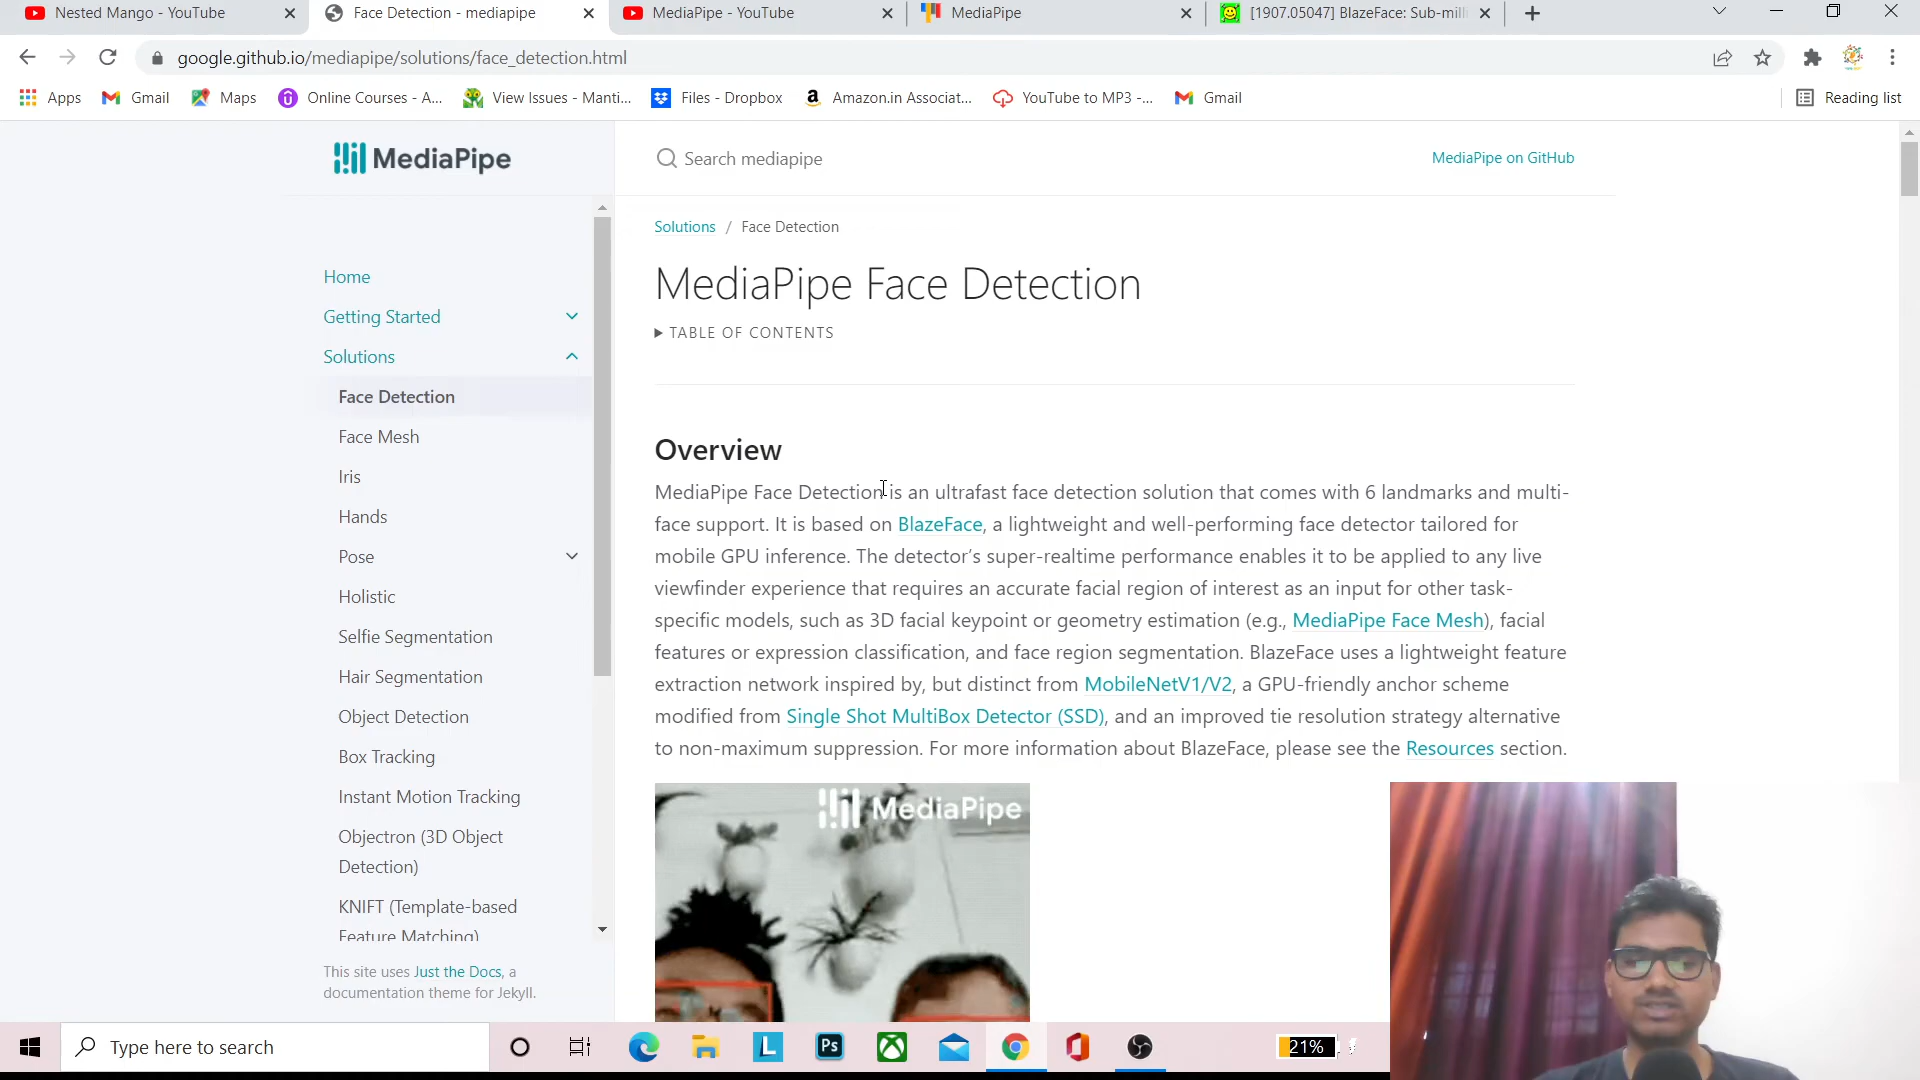 Nested Mango - YouTube
Face Detection - mediapipe
MediaPipe - YouTube
MediaPipe
[1907.05047] BlazeFace: Sub-mill
google.github.io/mediapipe/solutions/face_detection.html
Apps
Gmail
Maps
Online Courses - A...
View Issues - Manti...
Files - Dropbox
Amazon.in Associat...
YouTube to MP3 -...
Gmail
Reading list
MediaPipe
Search mediapipe
MediaPipe on GitHub
Home
Getting Started
Solutions
Face Detection
Face Mesh
Iris
Hands
Pose
Holistic
Selfie Segmentation
Hair Segmentation
Object Detection
Box Tracking
Instant Motion Tracking
Objectron (3D Object
Detection)
KNIFT (Template-based
Feature Matching)
This site uses Just the Docs, a
documentation theme for Jekyll.
Solutions / Face Detection
MediaPipe Face Detection
TABLE OF CONTENTS
Overview
MediaPipe Face Detection is an ultrafast face detection solution that comes with 6 landmarks and multi-
face support. It is based on BlazeFace, a lightweight and well-performing face detector tailored for
mobile GPU inference. The detector’s super-realtime performance enables it to be applied to any live
viewfinder experience that requires an accurate facial region of interest as an input for other task-
specific models, such as 3D facial keypoint or geometry estimation (e.g., MediaPipe Face Mesh), facial
features or expression classification, and face region segmentation. BlazeFace uses a lightweight feature
extraction network inspired by, but distinct from MobileNetV1/V2, a GPU-friendly anchor scheme
modified from Single Shot MultiBox Detector (SSD), and an improved tie resolution strategy alternative
to non-maximum suppression. For more information about BlazeFace, please see the Resources section.
MediaPipe
Type here to search
L
Ps
21%